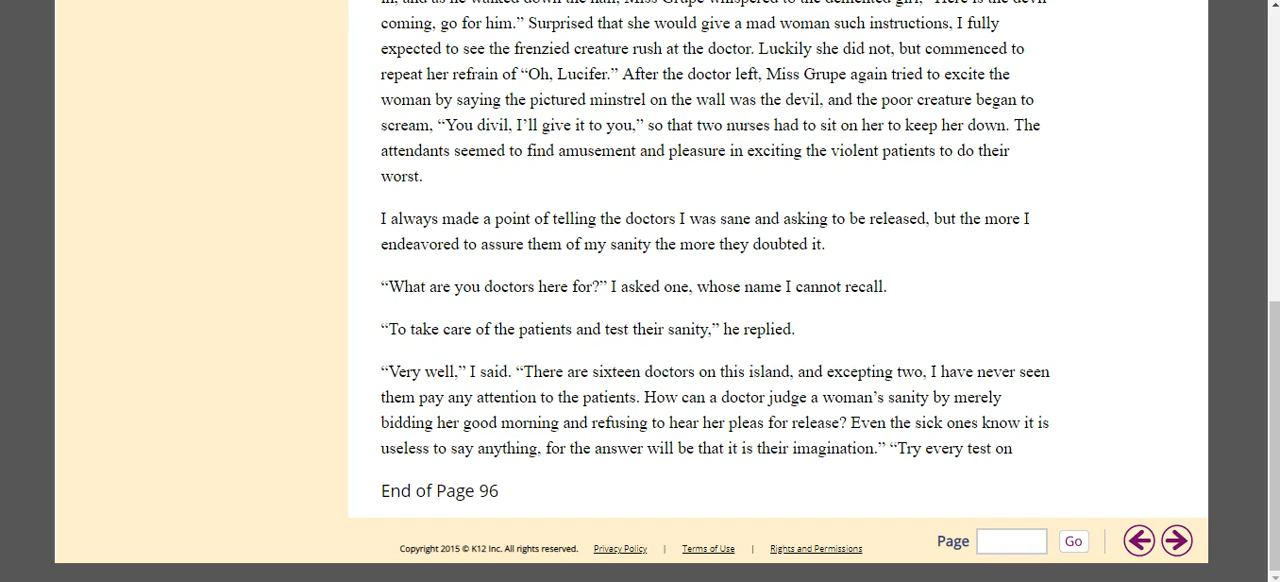 coming, go for him.” Surprised that she would give a mad woman such instructions, I fully
expected to see the frenzied creature rush at the doctor. Luckily she did not, but commenced to
repeat her refrain of “Oh, Lucifer.” After the doctor left, Miss Grupe again tried to excite the
woman by saying the pictured minstrel on the wall was the devil, and the poor creature began to
scream, “You divil, I’ll give it to you,” so that two nurses had to sit on her to keep her down. The
attendants seemed to find amusement and pleasure in exciting the violent patients to do their
worst.
I always made a point of telling the doctors I was sane and asking to be released, but the more I
endeavored to assure them of my sanity the more they doubted it.
“What are you doctors here for?” I asked one, whose name I cannot recall.
“To take care of the patients and test their sanity,” he replied.
“Very well,” I said. “There are sixteen doctors on this island, and excepting two, I have never seen
them pay any attention to the patients. How can a doctor judge a woman’s sanity by merely
bidding her good morning and refusing to hear her pleas for release? Even the sick ones know it is
useless to say anything, for the answer will be that it is their imagination.” “Try every test on
End of Page 96
Page Go
Copyright 2015 © K12 Inc. All rights reserved. Privacy Policy | Terms of Use | Rights and Permissions